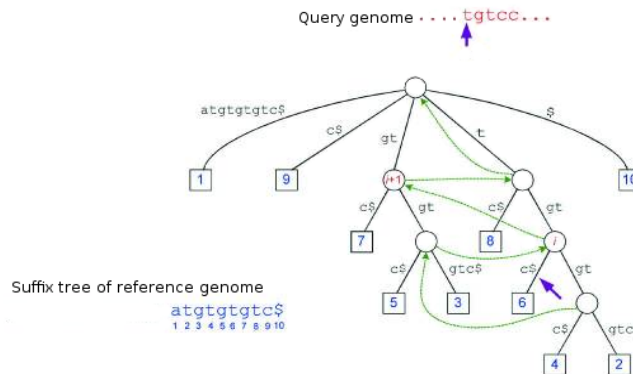 Query genome ....tgtcc...
atgtgtgtc$
c$
gt
t
$
1
9
i+1
10
c$
gt
c$
gt
7
8
i
c$
gtc$
c$
gt
5
3
6
c$
gtc
4
2
Suffix tree of reference genome
atgtgtgtc$
1 2 3 4 5 6 7 8 9 10